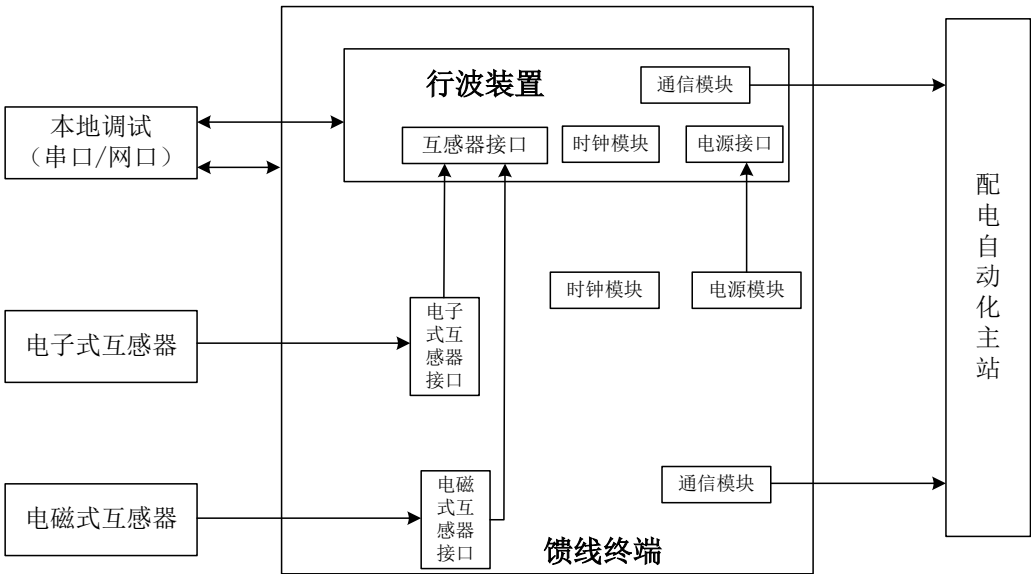 行波装置
通信模块
本地调试
（串口/网口）
互感器接口
时钟模块
电源接口
配
电
自
动
化
主
站
时钟模块
电源模块
电子式互感器
电子
式互
感器
接口
电磁式互感器
电磁
式互
感器
接口
通信模块
馈线终端